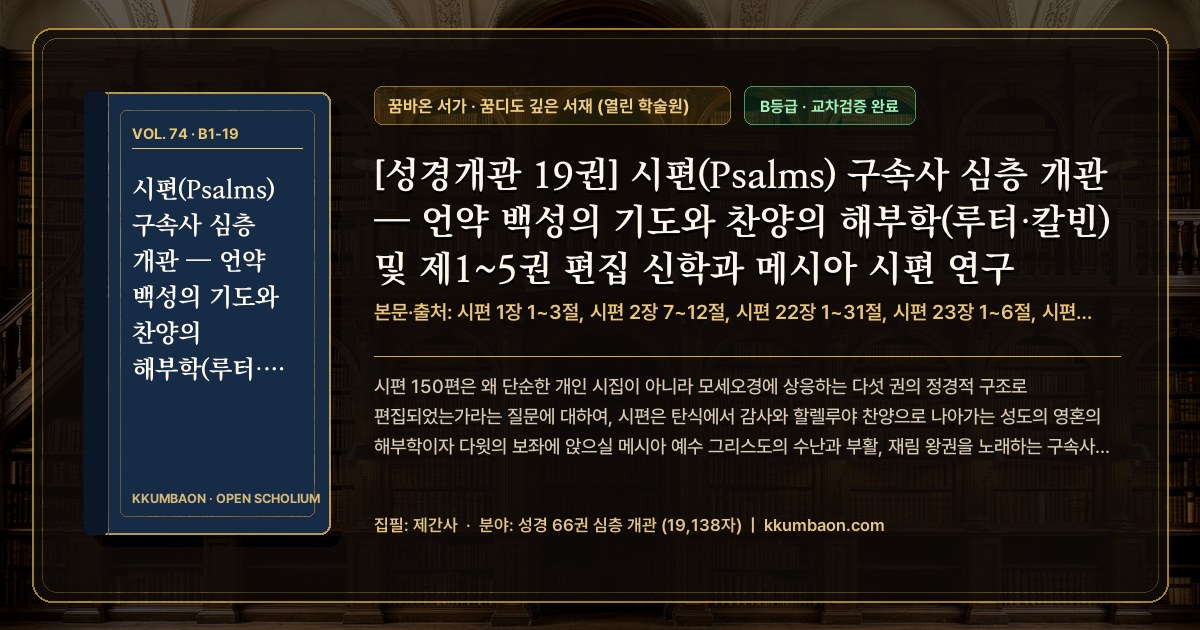 VOL. 74 · B1-19
시편(Psalms)
구속사 심층
개관 — 언약
백성의 기도와
찬양의
해부학(루터·…
KKUMBAON · OPEN SCHOLIUM
꿈바온 서가 · 꿈디도 깊은 서재 (열린 학술원)
B등급 · 교차검증 완료
[성경개관 19권] 시편(Psalms) 구속사 심층 개관
— 언약 백성의 기도와 찬양의 해부학(루터·칼빈)
및 제1~5권 편집 신학과 메시아 시편 연구
본문·출처: 시편 1장 1~3절, 시편 2장 7~12절, 시편 22장 1~31절, 시편 23장 1~6절, 시편...
시편 150편은 왜 단순한 개인 시집이 아니라 모세오경에 상응하는 다섯 권의 정경적 구조로
편집되었는가라는 질문에 대하여, 시편은 탄식에서 감사와 할렐루야 찬양으로 나아가는 성도의 영혼의
해부학이자 다윗의 보좌에 앉으실 메시아 예수 그리스도의 수난과 부활, 재림 왕권을 노래하는 구속사...
집필: 제간사 · 분야: 성경 66권 심층 개관 (19,138자) | kkumbaon.com